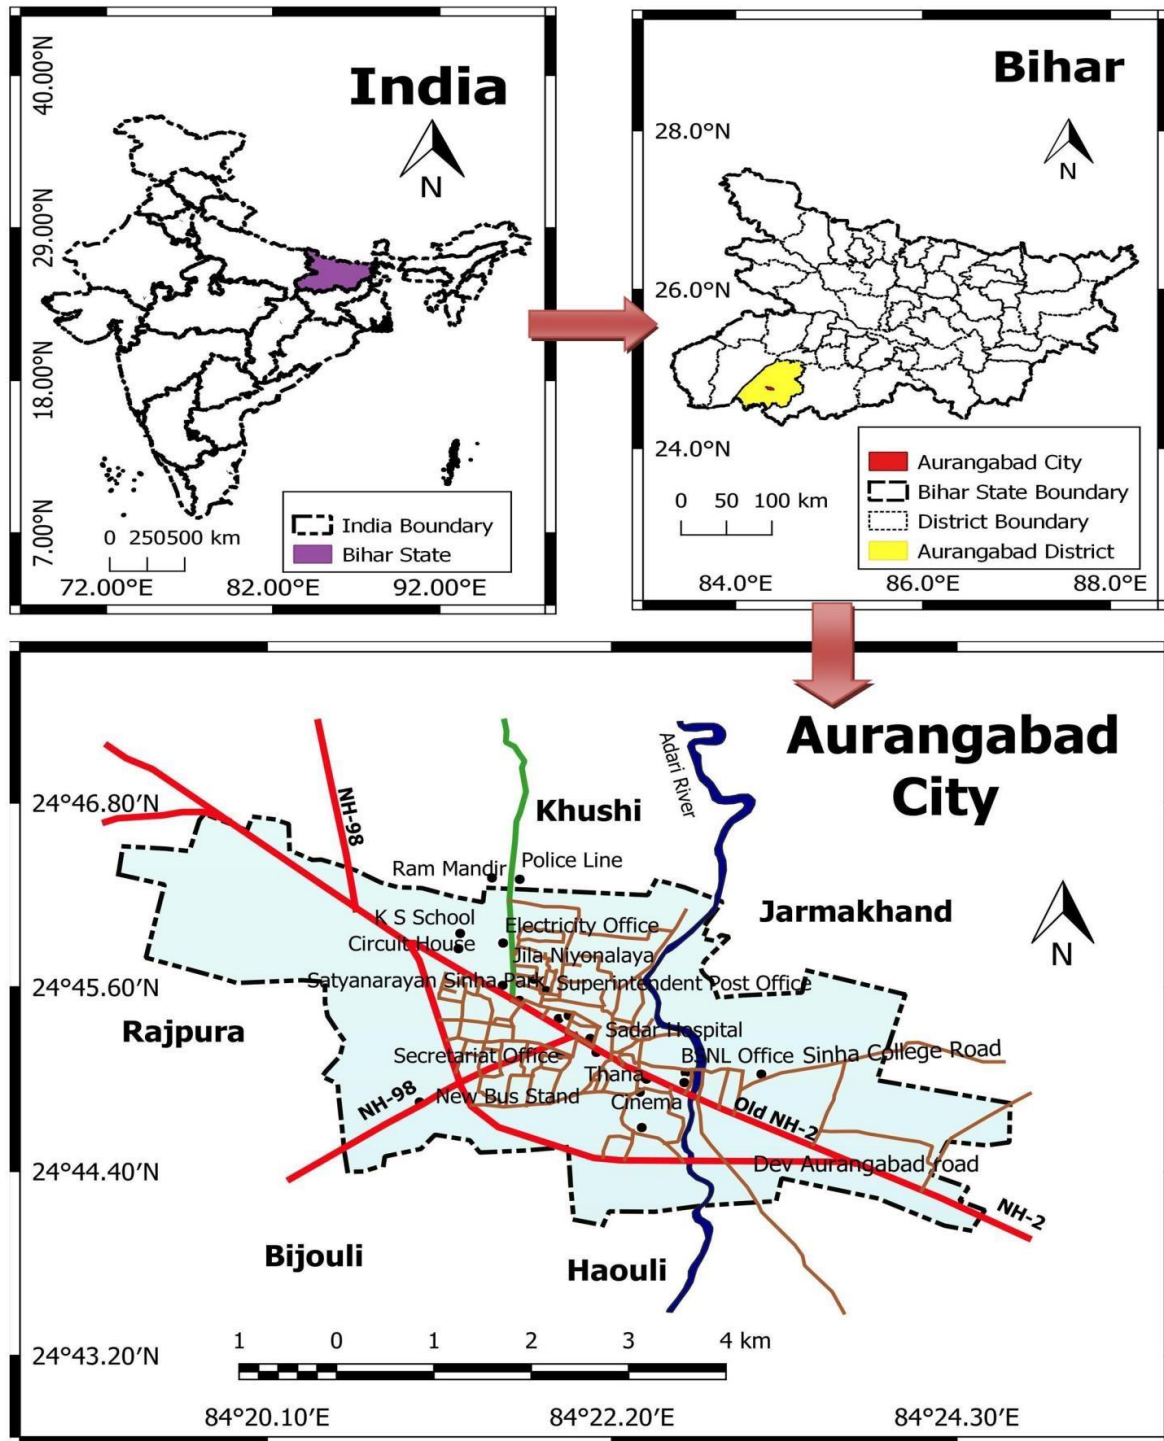 India
40.00°N
29.00°N
18.00°N
7.00°N
N
India Boundary
Bihar State
0 250500 km
72.00°E 82.00°E 92.00°E
Bihar
28.0°N
26.0°N
24.0°N
N
Aurangabad City
Bihar State Boundary
District Boundary
Aurangabad District
0 50 100 km
84.0°E 86.0°E 88.0°E
Aurangabad
City
24°46.80′N
24°45.60′N
24°44.40′N
24°43.20′N
Adari River
NH-98
Khushi
Ram Mandir
Police Line
K S School
Electricity Office
Jarmakhand
N
Circuit House
Jila Niyonalaya
Satyanarayan Sinha Park
Superintendent Post Office
Rajpura
Sadar Hospital
Secretariat Office
BSNL Office
Sinha College Road
Thana
NH-98
New Bus Stand
Cinema
Old NH-2
Dev Aurangabad road
NH-2
Bijouli
Haouli
1 0 1 2 3 4 km
84°20.10′E 84°22.20′E 84°24.30′E